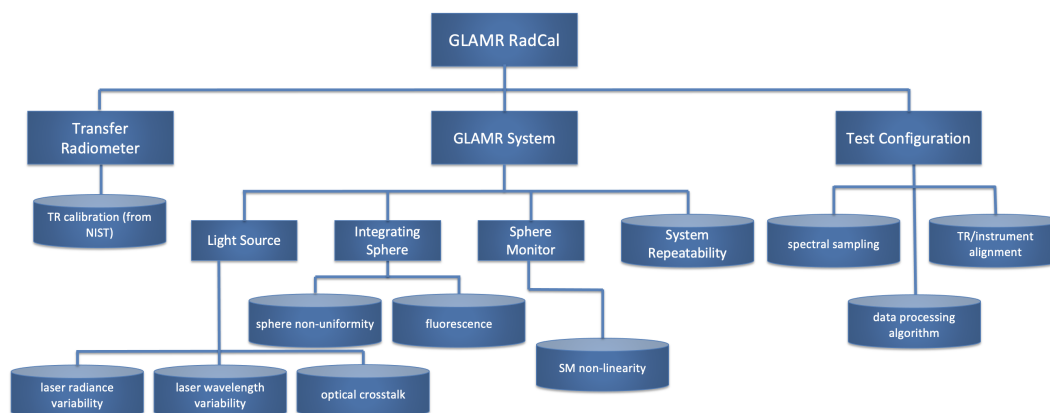 GLAMR RadCal
Transfer
Radiometer
GLAMR System
Test Configuration
TR calibration (from
NIST)
Light Source
Integrating
Sphere
Sphere
Monitor
System
Repeatability
spectral sampling
TR/instrument
alignment
sphere non-uniformity
fluorescence
data processing
algorithm
SM non-linearity
laser radiance
variability
laser wavelength
variability
optical crosstalk